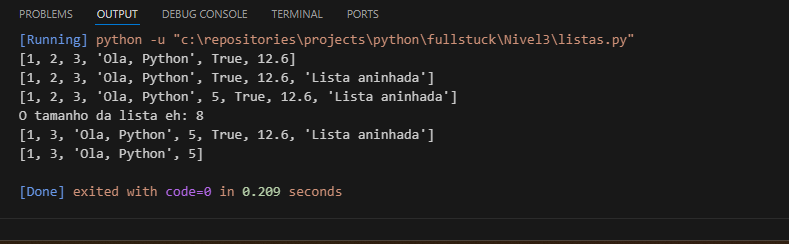 PROBLEMS OUTPUT DEBUG CONSOLE TERMINAL PORTS
[Running] python -u "c:\repositories\projects\python\fullstuck\Nivel3\listas.py"
[1, 2, 3, 'Ola, Python', True, 12.6]
[1, 2, 3, 'Ola, Python', True, 12.6, 'Lista aninhada']
[1, 2, 3, 'Ola, Python', 5, True, 12.6, 'Lista aninhada']
O tamanho da lista eh: 8
[1, 3, 'Ola, Python', 5, True, 12.6, 'Lista aninhada']
[1, 3, 'Ola, Python', 5]
[Done] exited with code=0 in 0.209 seconds